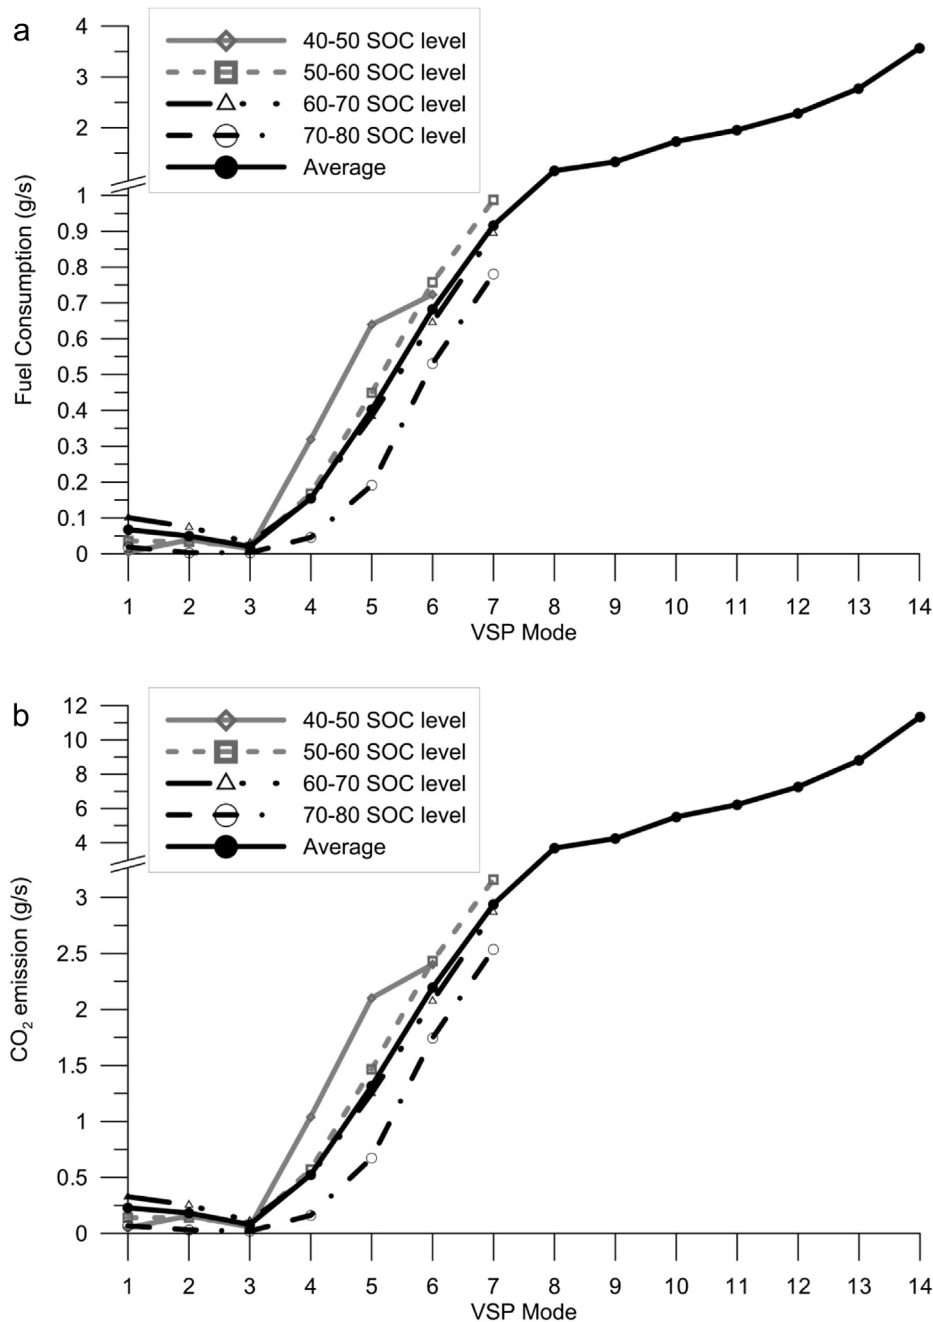 a
4
3
2
1
0.9
0.8
0.7
0.6
0.5
0.4
0.3
0.2
0.1
0
Fuel Consumption (g/s)
40-50 SOC level
50-60 SOC level
60-70 SOC level
70-80 SOC level
Average
1 2 3 4 5 6 7 8 9 10 11 12 13 14
VSP Mode
b
12
10
8
6
4
3
2.5
2
1.5
1
0.5
0
CO2 emission (g/s)
40-50 SOC level
50-60 SOC level
60-70 SOC level
70-80 SOC level
Average
1 2 3 4 5 6 7 8 9 10 11 12 13 14
VSP Mode